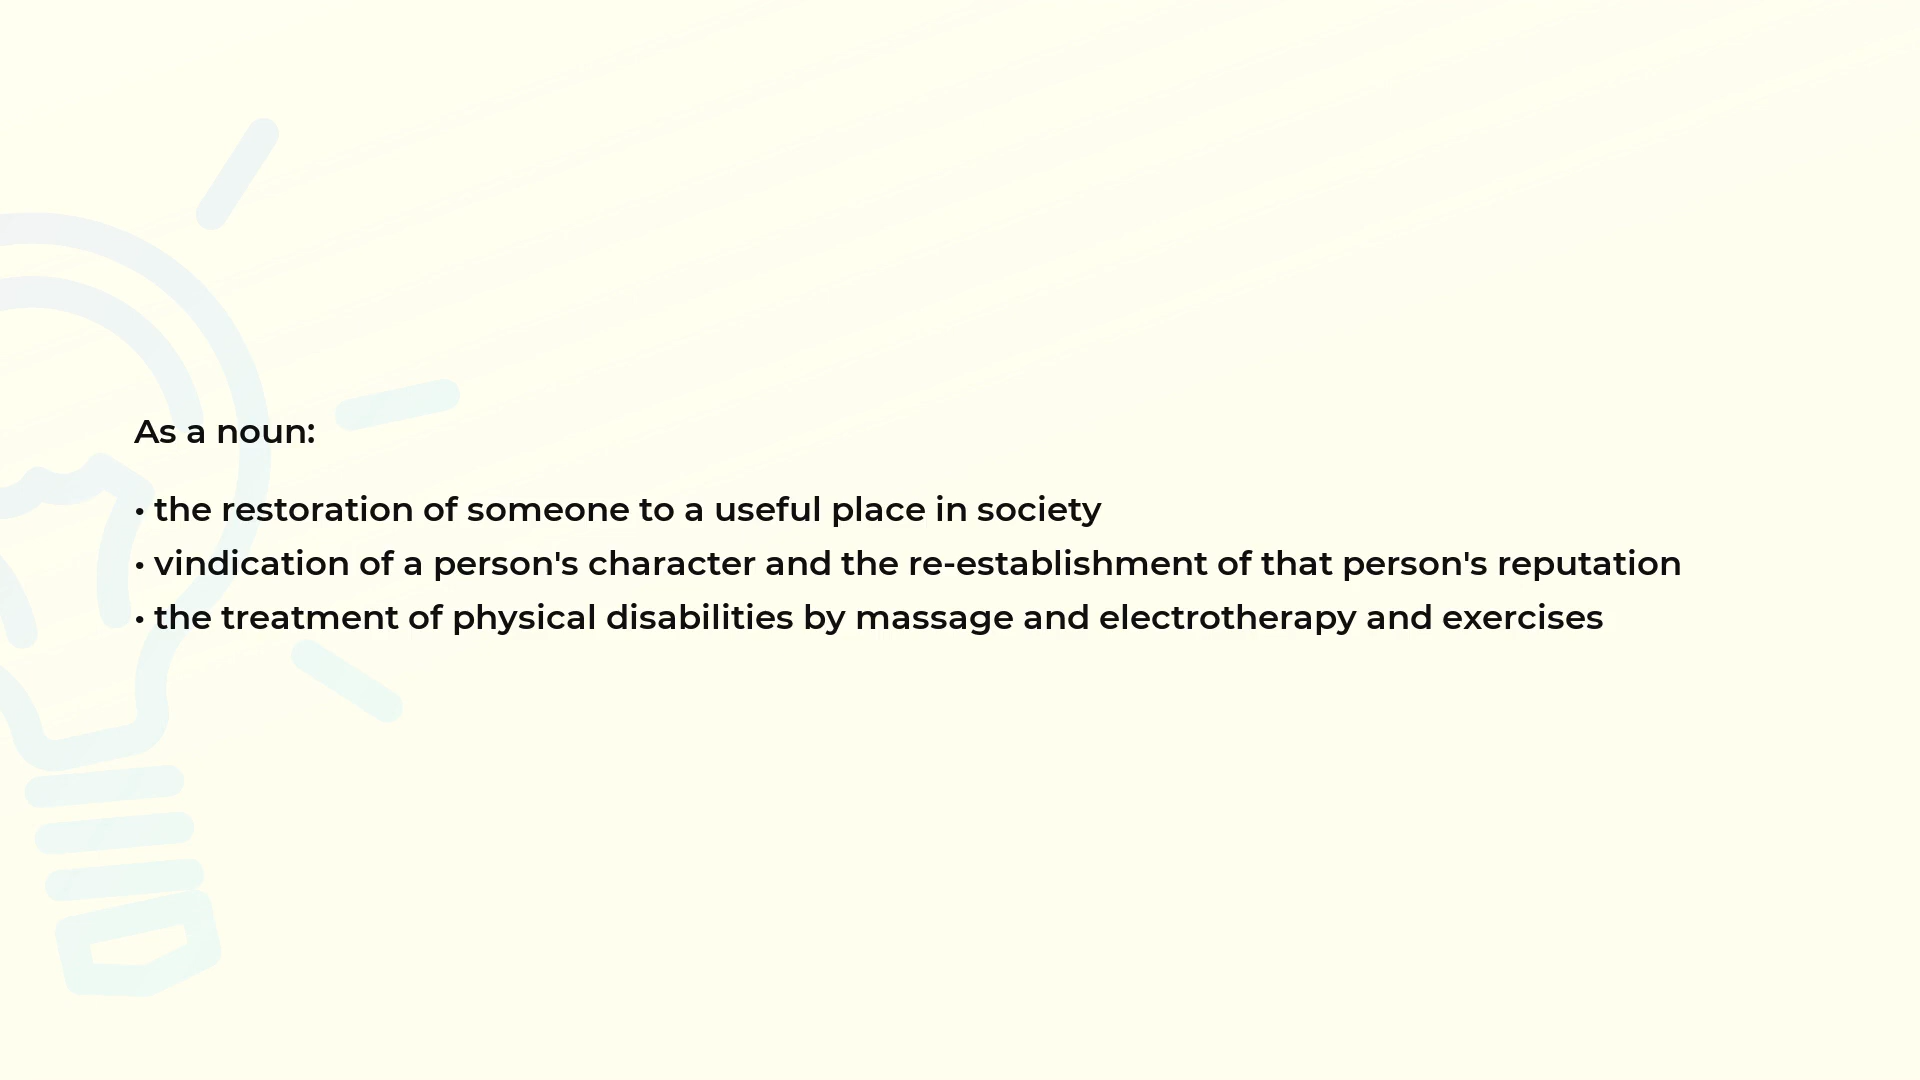 As a noun:
• the restoration of someone to a useful place in society
• vindication of a person's character and the re-establishment of that person's reputation
• the treatment of physical disabilities by massage and electrotherapy and exercises